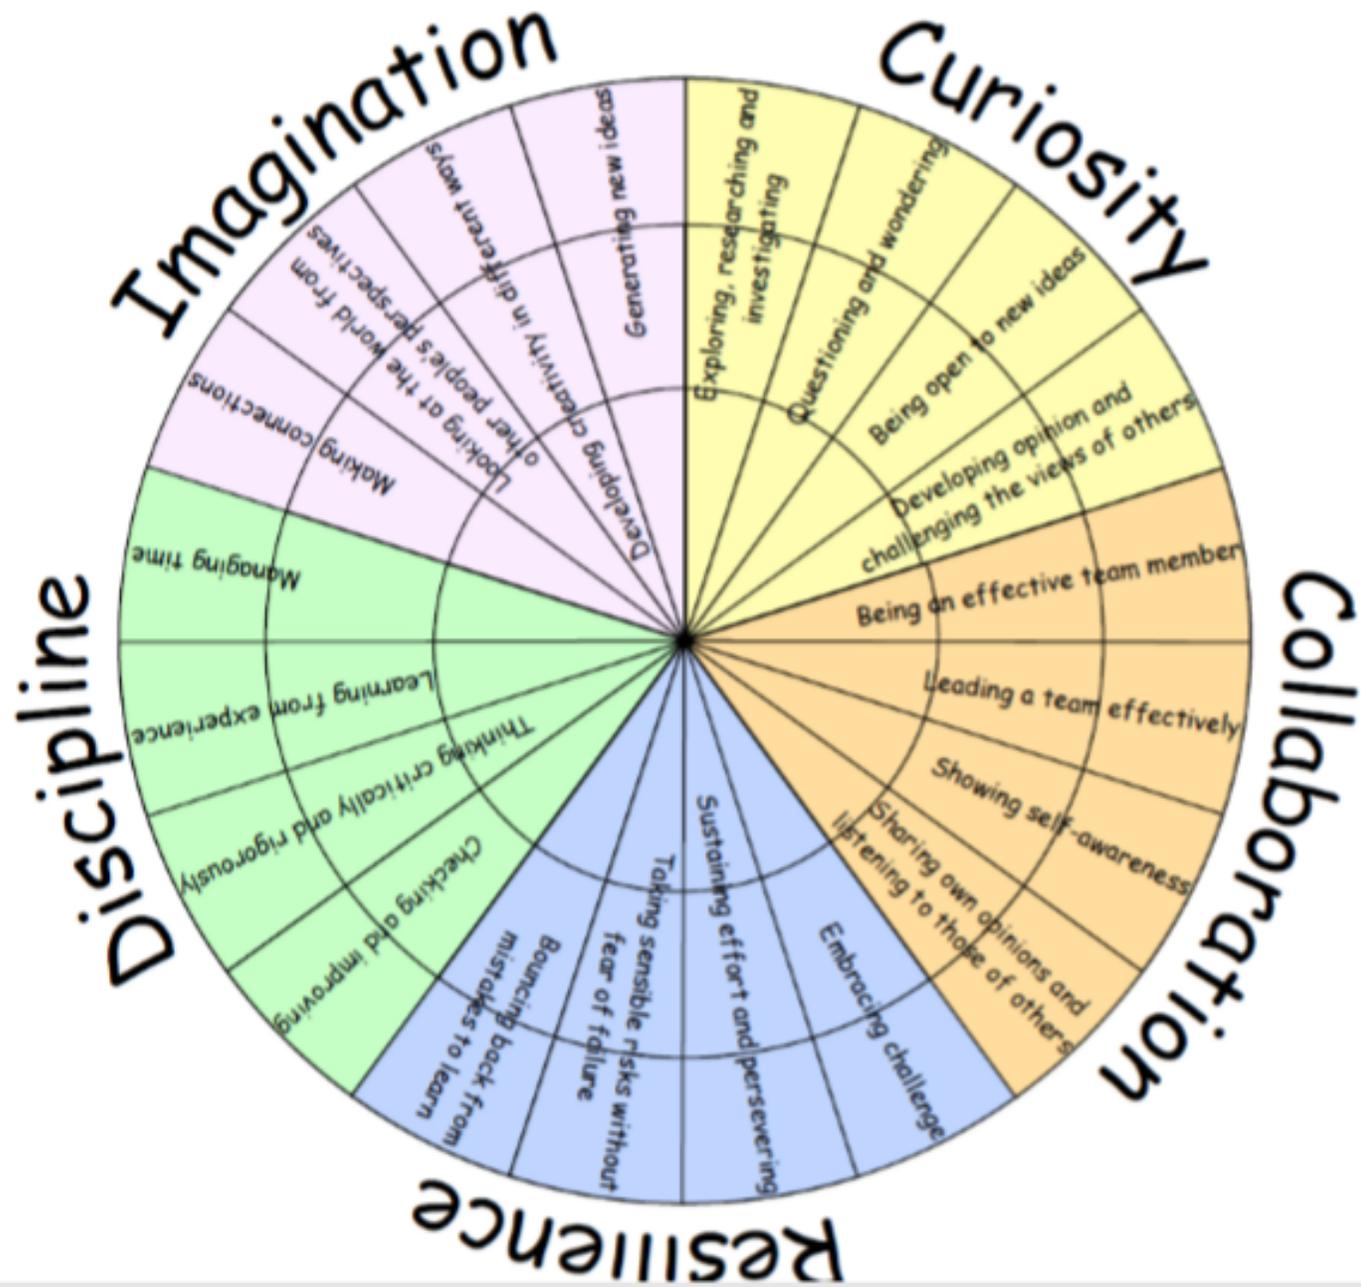 Curiosity
Exploring, researching and
investigating
Questioning and wondering
Being open to new ideas
Developing opinion and
challenging the views of others
Collaboration
Being an effective team member
Leading a team effectively
Showing self-awareness
Sharing own opinions and
listening to those of others
Resilience
Embracing challenge
Sustaining effort and persevering
Taking sensible risks without
fear of failure
Bouncing back from
mistakes to learn
Discipline
Checking and improving
Thinking critically and rigorously
Learning from experience
Managing time
Imagination
Making connections
Looking at the world from
other people's perspectives
Developing creativity in different ways
Generating new ideas